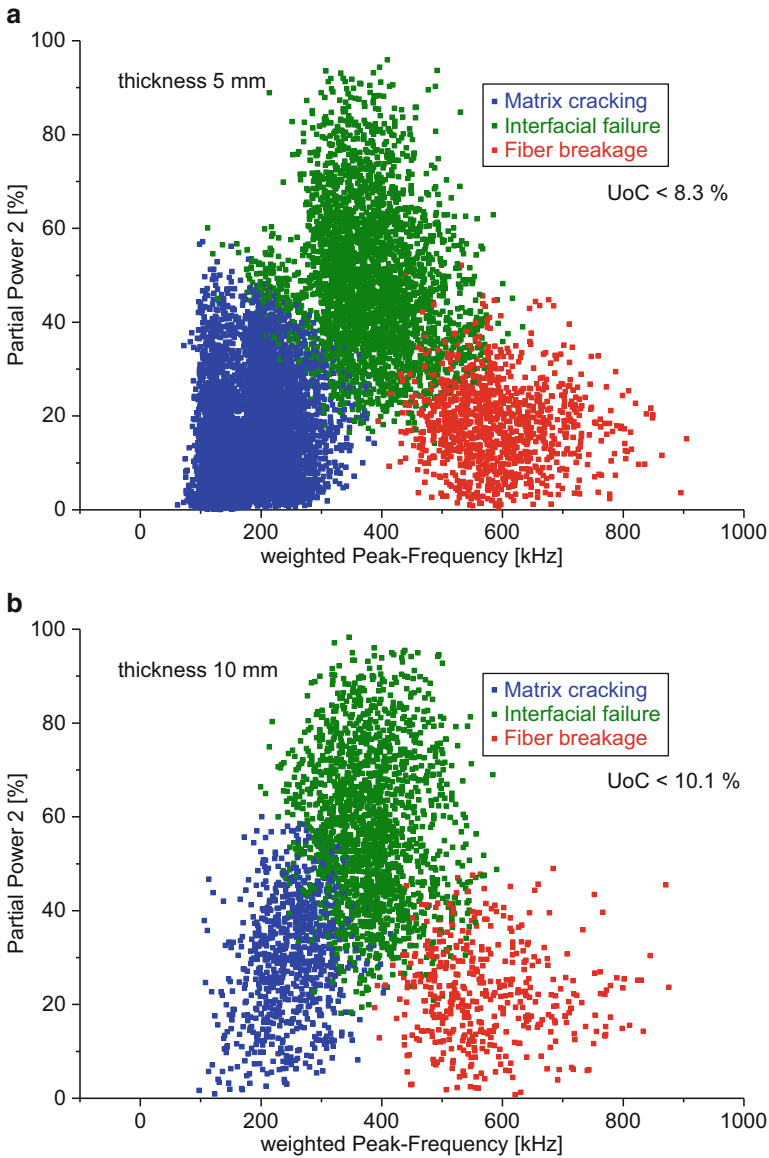 a
100
80
60
40
20
0
Partial Power 2 [%]
thickness 5 mm
Matrix cracking
Interfacial failure
Fiber breakage
UoC < 8.3 %
0 200 400 600 800 1000
weighted Peak-Frequency [kHz]
b
100
80
60
40
20
0
Partial Power 2 [%]
thickness 10 mm
Matrix cracking
Interfacial failure
Fiber breakage
UoC < 10.1 %
0 200 400 600 800 1000
weighted Peak-Frequency [kHz]